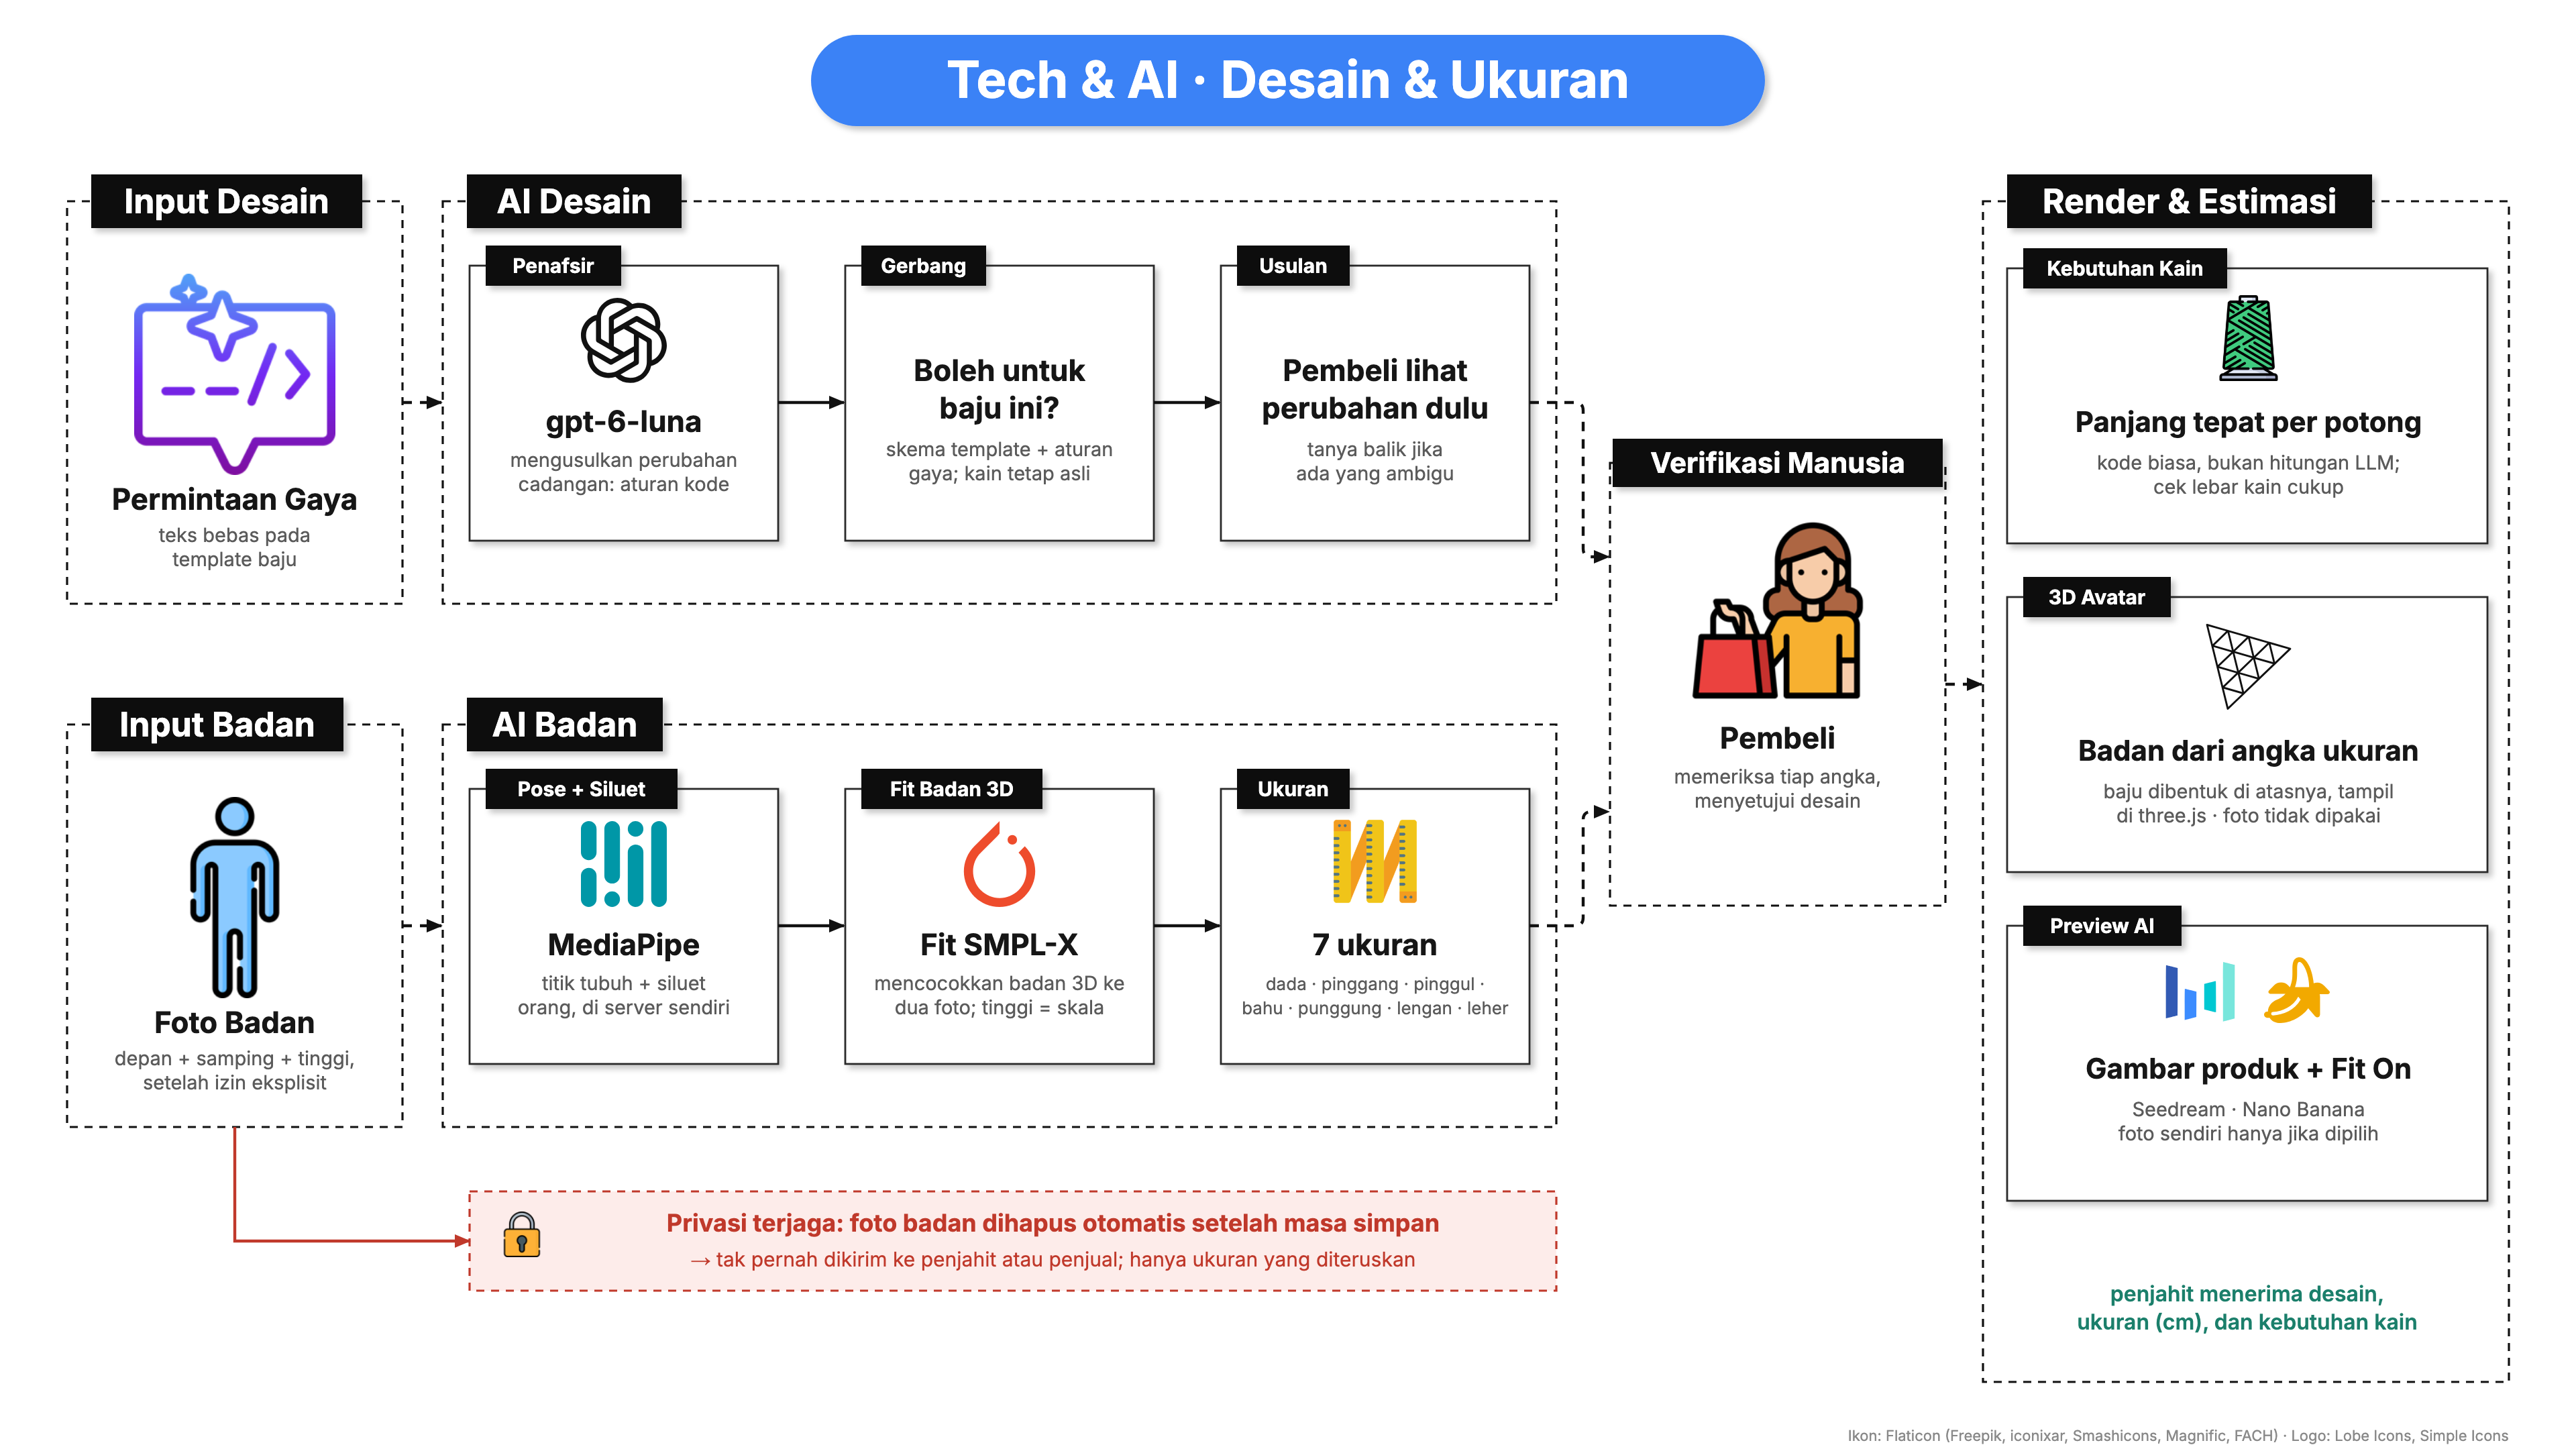 Tech & AI · Desain & Ukuran
Input Desain
Permintaan Gaya
teks bebas pada
template baju
AI Desain
Penafsir
gpt-6-luna
mengusulkan perubahan
cadangan: aturan kode
Gerbang
Boleh untuk
baju ini?
skema template + aturan
gaya; kain tetap asli
Usulan
Pembeli lihat
perubahan dulu
tanya balik jika
ada yang ambigu
Input Badan
Foto Badan
depan + samping + tinggi,
setelah izin eksplisit
AI Badan
Pose + Siluet
MediaPipe
titik tubuh + siluet
orang, di server sendiri
Fit Badan 3D
Fit SMPL-X
mencocokkan badan 3D ke
dua foto; tinggi = skala
Ukuran
7 ukuran
dada · pinggang · pinggul ·
bahu · punggung · lengan · leher
Privasi terjaga: foto badan dihapus otomatis setelah masa simpan
→ tak pernah dikirim ke penjahit atau penjual; hanya ukuran yang diteruskan
Verifikasi Manusia
Pembeli
memeriksa tiap angka,
menyetujui desain
Render & Estimasi
Kebutuhan Kain
Panjang tepat per potong
kode biasa, bukan hitungan LLM;
cek lebar kain cukup
3D Avatar
Badan dari angka ukuran
baju dibentuk di atasnya, tampil
di three.js · foto tidak dipakai
Preview AI
Gambar produk + Fit On
Seedream · Nano Banana
foto sendiri hanya jika dipilih
penjahit menerima desain,
ukuran (cm), dan kebutuhan kain
Ikon: Flaticon (Freepik, iconixar, Smashicons, Magnific, FACH) · Logo: Lobe Icons, Simple Icons